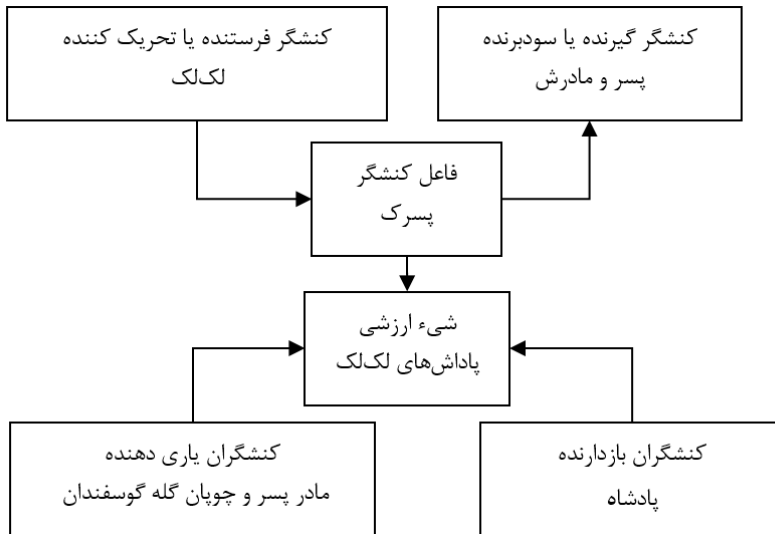 کنشگر گیرنده یا سودبرنده
پسر و مادرش
کنشگر فرستنده یا تحریک کننده
لک‌لک
فاعل کنشگر
پسرک
شیء ارزشی
پاداش‌های لک‌لک
کنشگران بازدارنده
پادشاه
کنشگران یاری دهنده
مادر پسر و چوپان گله گوسفندان